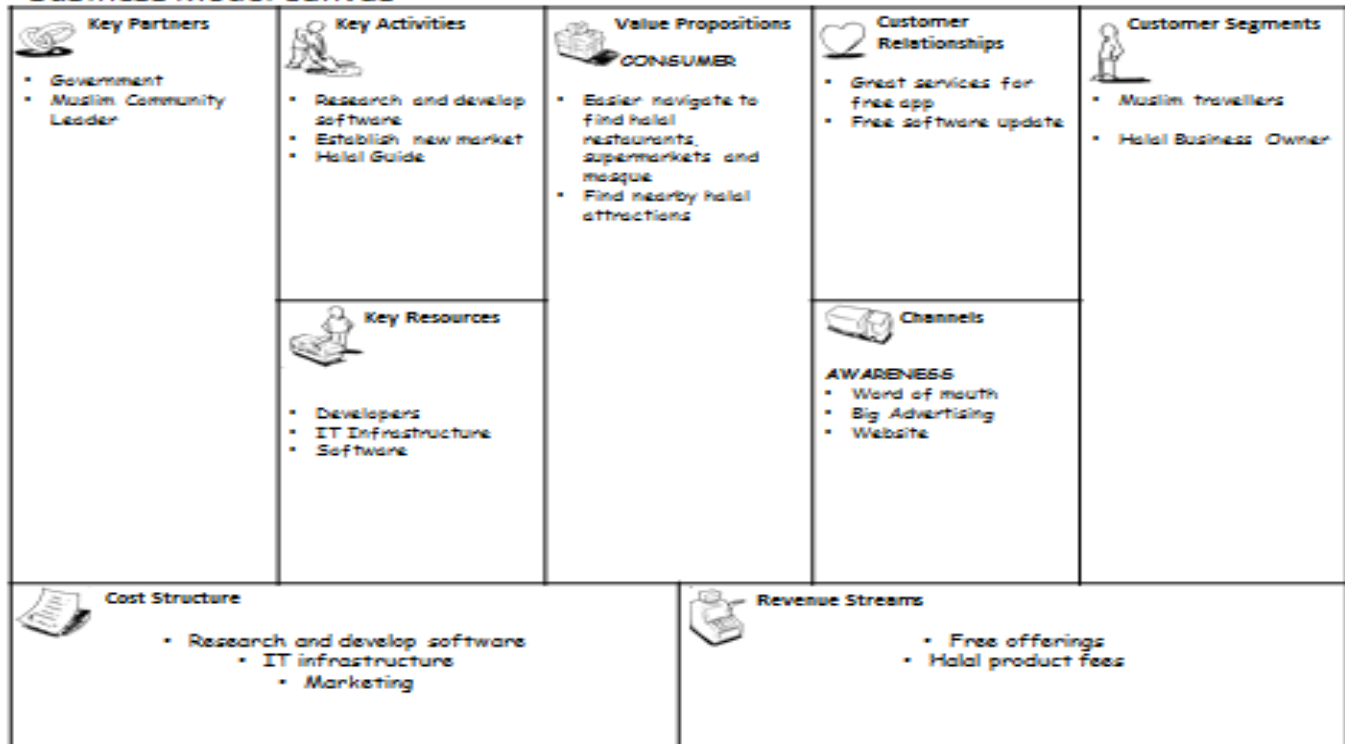 Business Model Canvas
Key Partners
Government
Muslim Community
Leader
Key Activities
Research and develop
software
Establish new market
Halal Guide
Key Resources
Developers
IT Infrastructure
Software
Value Propositions
CONSUMER
Easier navigate to
find halal
restaurants,
supermarkets and
mosque
Find nearby halal
attractions
Customer
Relationships
Great services for
free app
Free software update
Channels
AWARENESS
Word of mouth
Big Advertising
Website
Customer Segments
Muslim travellers
Halal Business Owner
Cost Structure
Research and develop software
IT infrastructure
Marketing
Revenue Streams
Free offerings
Halal product fees